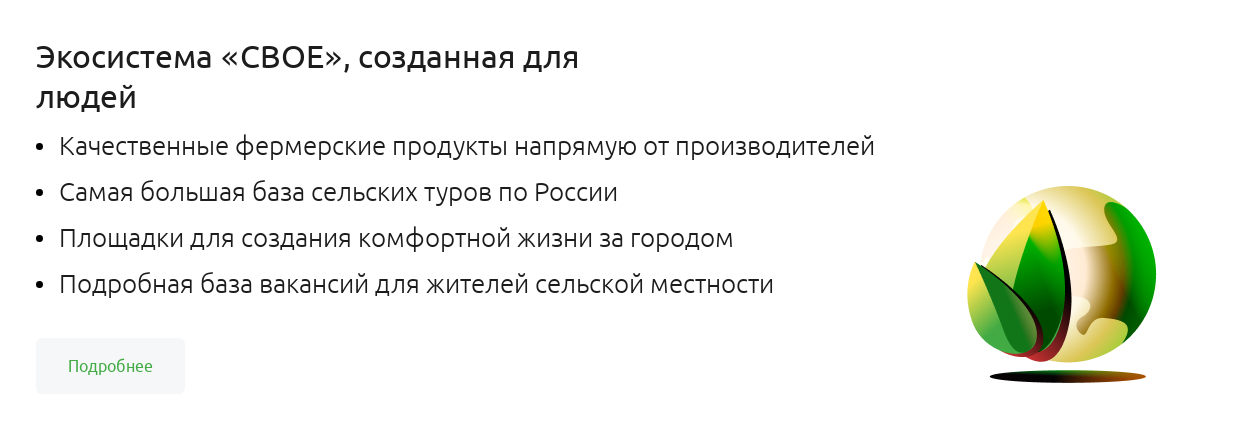 Экосистема «СВОЕ», созданная для
людей
• Качественные фермерские продукты напрямую от производителей
• Самая большая база сельских туров по России
• Площадки для создания комфортной жизни за городом
• Подробная база вакансий для жителей сельской местности
Подробнее